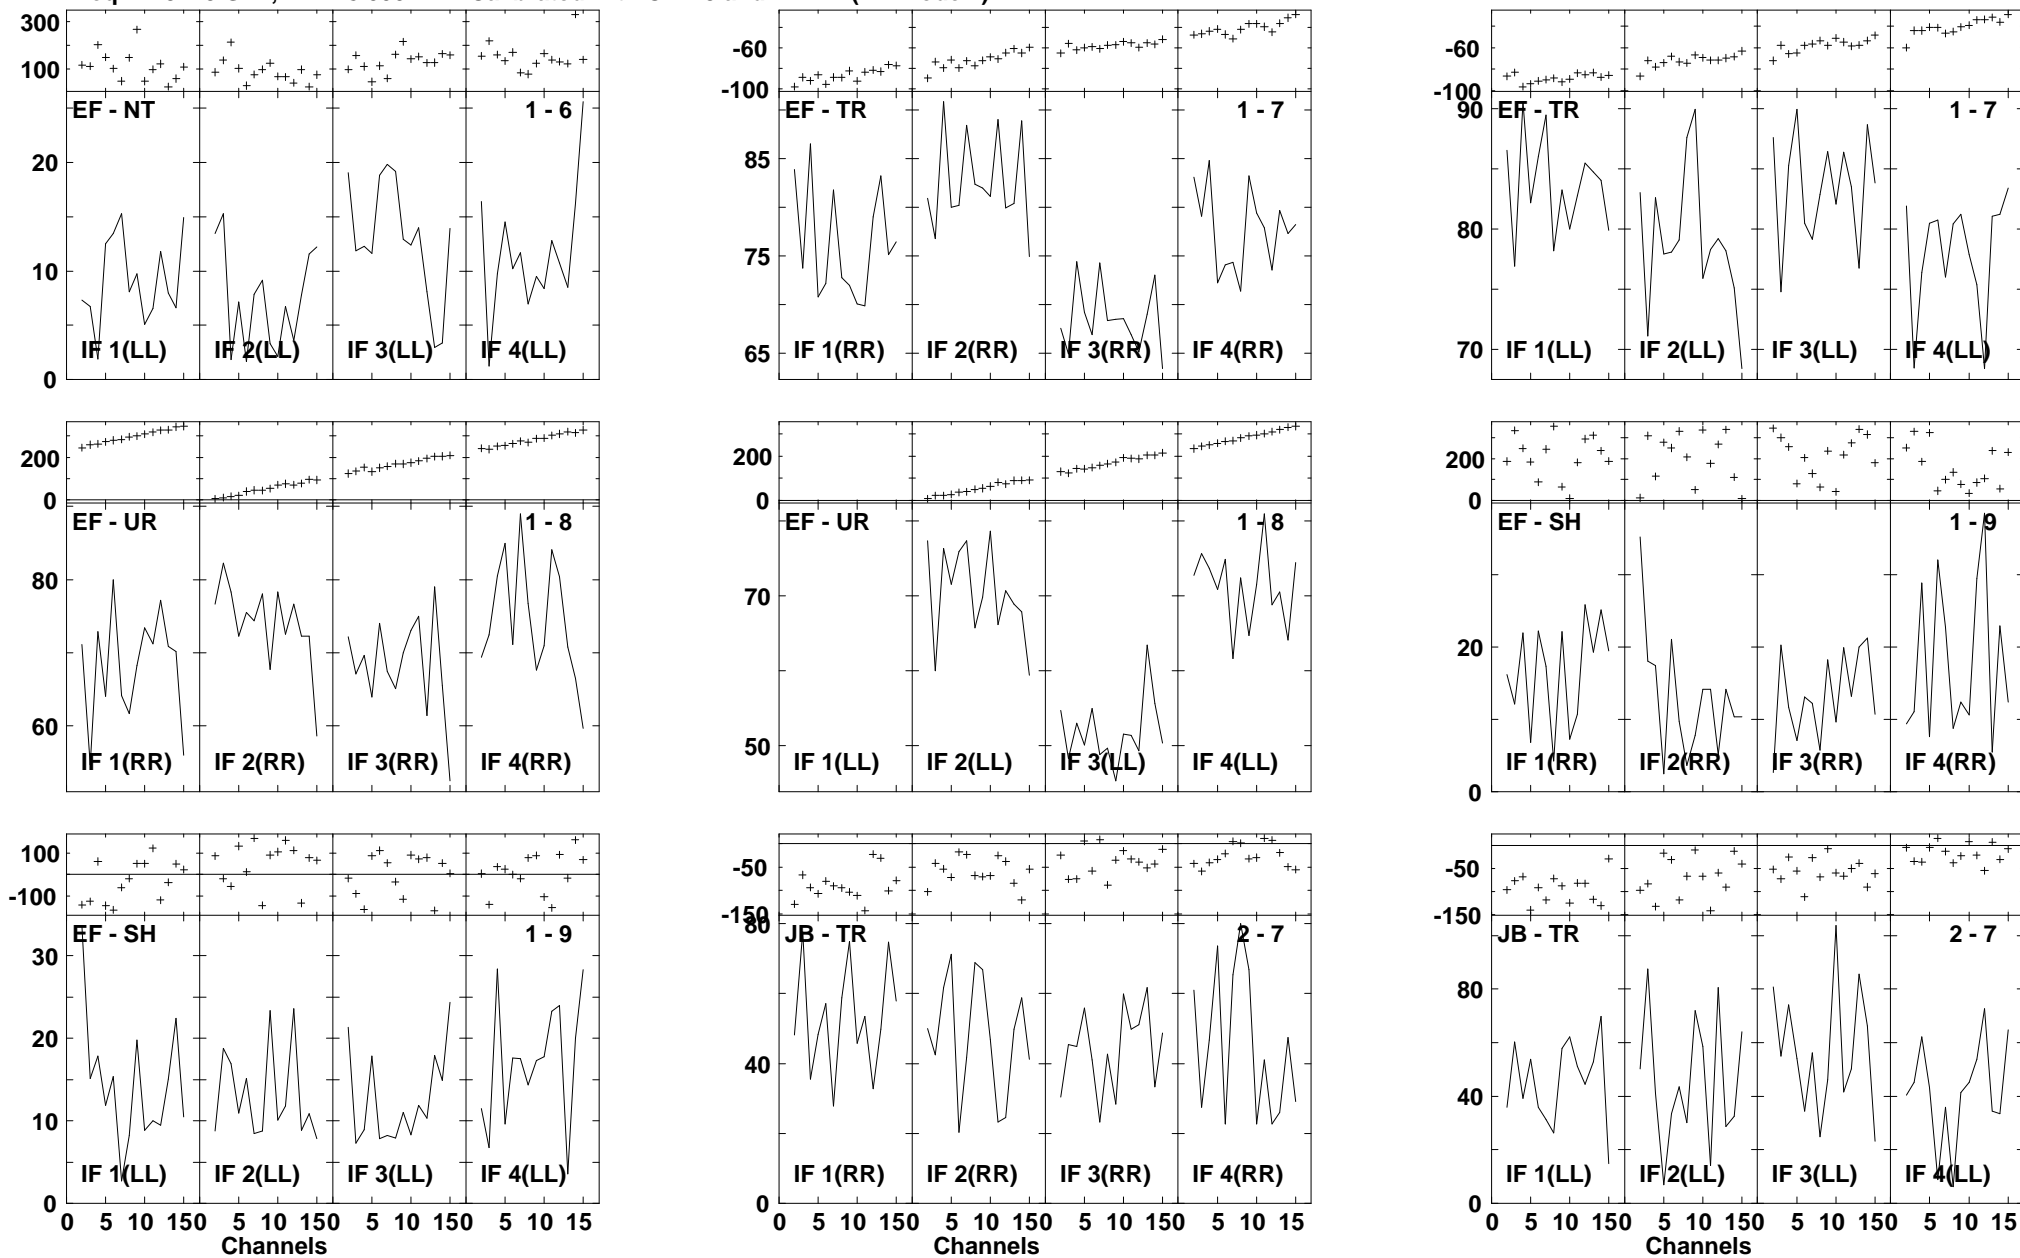 300
100
EF - NT
1 - 6
20
10
0
IF 1(LL)
IF 2(LL)
IF 3(LL)
IF 4(LL)
-60
-100
EF - TR
1 - 7
85
75
65
IF 1(RR)
IF 2(RR)
IF 3(RR)
IF 4(RR)
-60
-100
EF - TR
1 - 7
90
80
70
IF 1(LL)
IF 2(LL)
IF 3(LL)
IF 4(LL)
200
0
EF - UR
1 - 8
80
60
IF 1(RR)
IF 2(RR)
IF 3(RR)
IF 4(RR)
200
0
EF - UR
1 - 8
70
50
IF 1(LL)
IF 2(LL)
IF 3(LL)
IF 4(LL)
200
0
EF - SH
1 - 9
20
0
IF 1(RR)
IF 2(RR)
IF 3(RR)
IF 4(RR)
100
-100
EF - SH
1 - 9
30
20
10
0
IF 1(LL)
IF 2(LL)
IF 3(LL)
IF 4(LL)
0 5 10 150 5 10 150 5 10 150 5 10 15
Channels
-50
-150
JB - TR
2 - 7
80
40
0
IF 1(RR)
IF 2(RR)
IF 3(RR)
IF 4(RR)
0 5 10 150 5 10 150 5 10 150 5 10 15
Channels
-50
-150
JB - TR
2 - 7
80
40
0
IF 1(LL)
IF 2(LL)
IF 3(LL)
IF 4(LL)
0 5 10 150 5 10 150 5 10 150 5 10 15
Channels